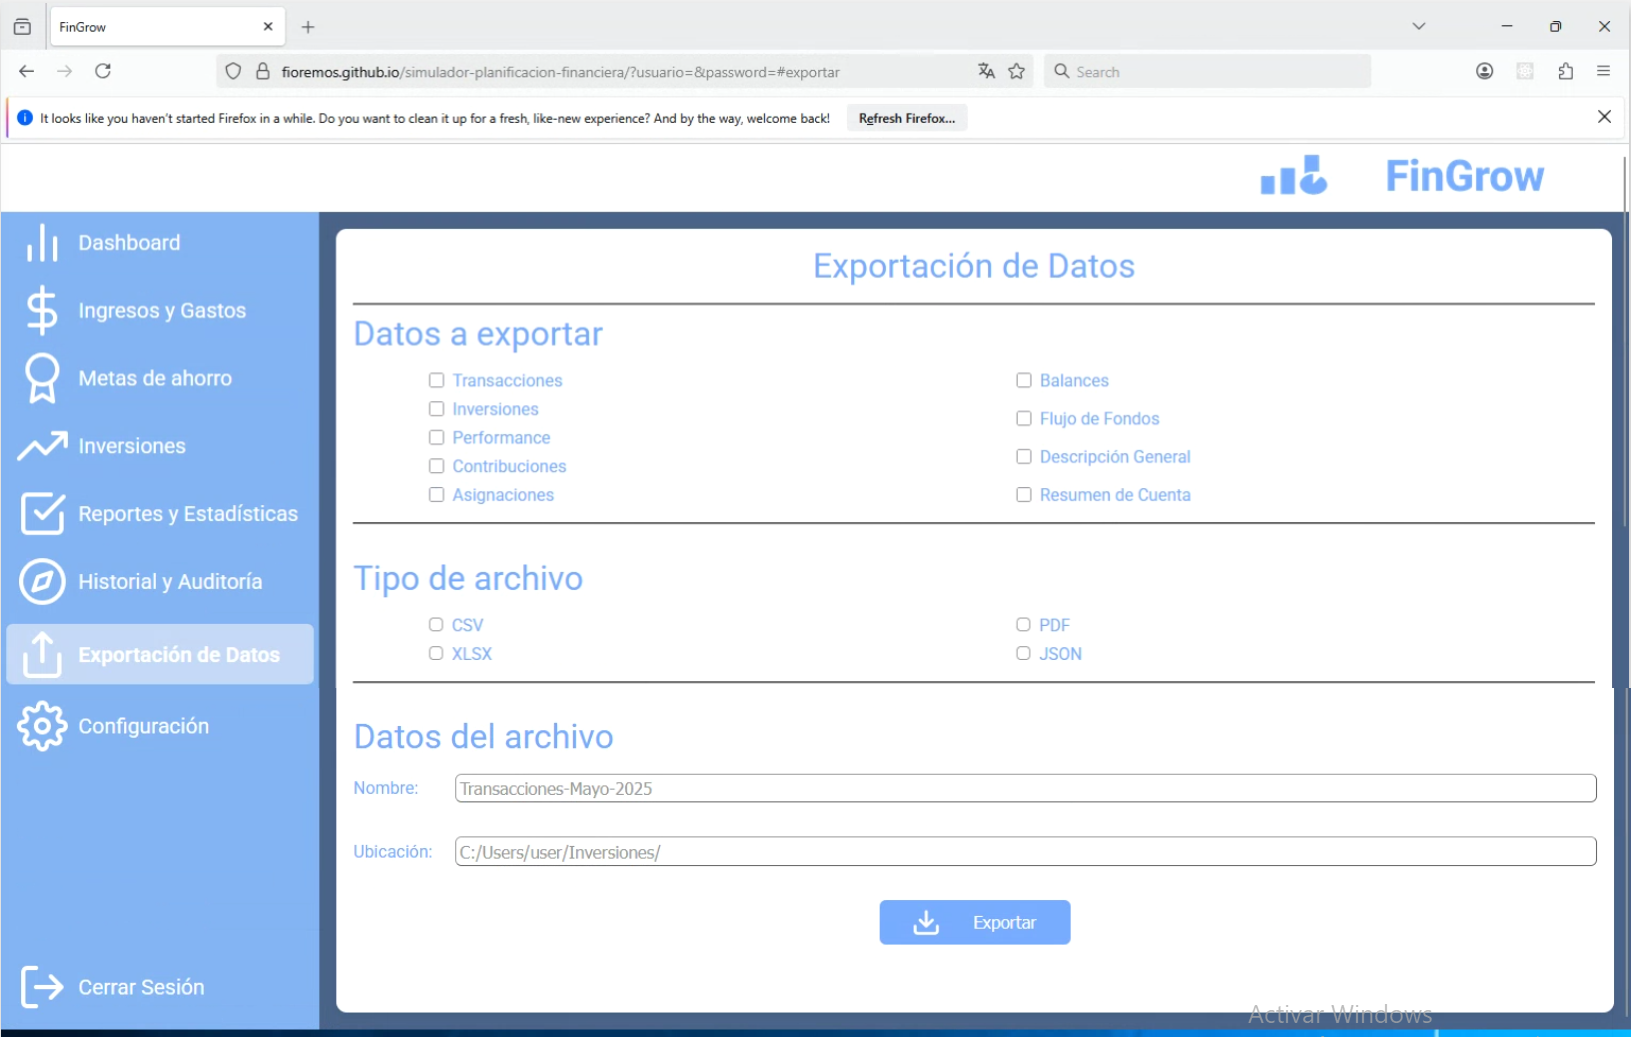 FinGrow
fioremos.github.io/simulador-planificacion-financiera/?usuario=&password=#exportar
Search
It looks like you haven't started Firefox in a while. Do you want to clean it up for a fresh, like-new experience? And by the way, welcome back!
Refresh Firefox...
FinGrow
Dashboard
Ingresos y Gastos
Metas de ahorro
Inversiones
Reportes y Estadísticas
Historial y Auditoría
Exportación de Datos
Configuración
Cerrar Sesión
Exportación de Datos
Datos a exportar
Transacciones
Inversiones
Performance
Contribuciones
Asignaciones
Balances
Flujo de Fondos
Descripción General
Resumen de Cuenta
Tipo de archivo
CSV
XLSX
PDF
JSON
Datos del archivo
Nombre:
Transacciones-Mayo-2025
Ubicación:
C:/Users/user/Inversiones/
Exportar
Activar Windows